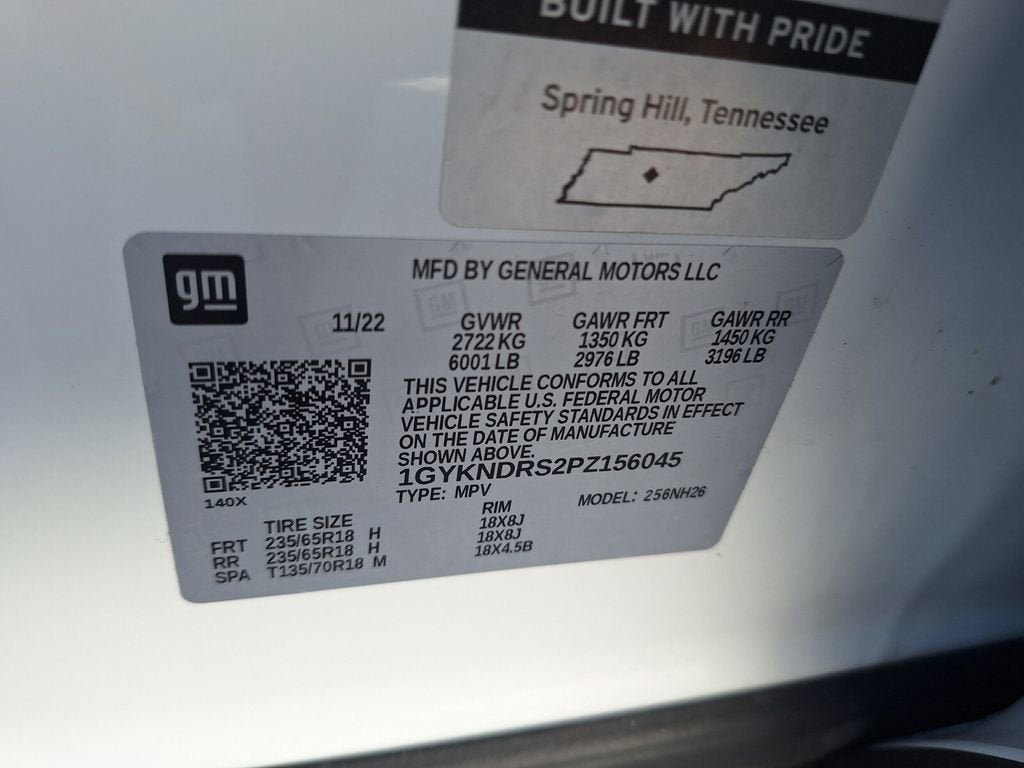 BUILT WITH PRIDE
Spring Hill, Tennessee
gm
MFD BY GENERAL MOTORS LLC
11/22 GVWR GAWR FRT GAWR RR
2722 KG 1350 KG 1450 KG
6001 LB 2976 LB 3196 LB
THIS VEHICLE CONFORMS TO ALL
APPLICABLE U.S. FEDERAL MOTOR
VEHICLE SAFETY STANDARDS IN EFFECT
ON THE DATE OF MANUFACTURE
SHOWN ABOVE.
1GYKNDRS2PZ156045
140X
TYPE: MPV MODEL: 256NH26
TIRE SIZE RIM
FRT 235/65R18 H 18X8J
RR 235/65R18 H 18X8J
SPA T135/70R18 M 18X4.5B